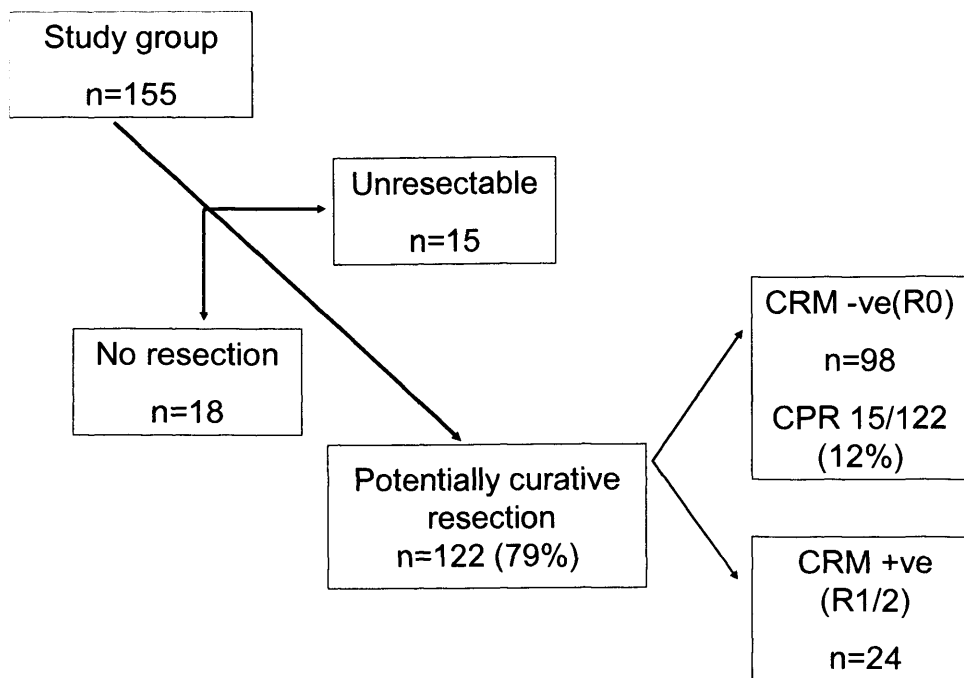 Study group
n=155
Unresectable
n=15
No resection
n=18
Potentially curative
resection
n=122 (79%)
CRM -ve(R0)
n=98
CPR 15/122
(12%)
CRM +ve
(R1/2)
n=24